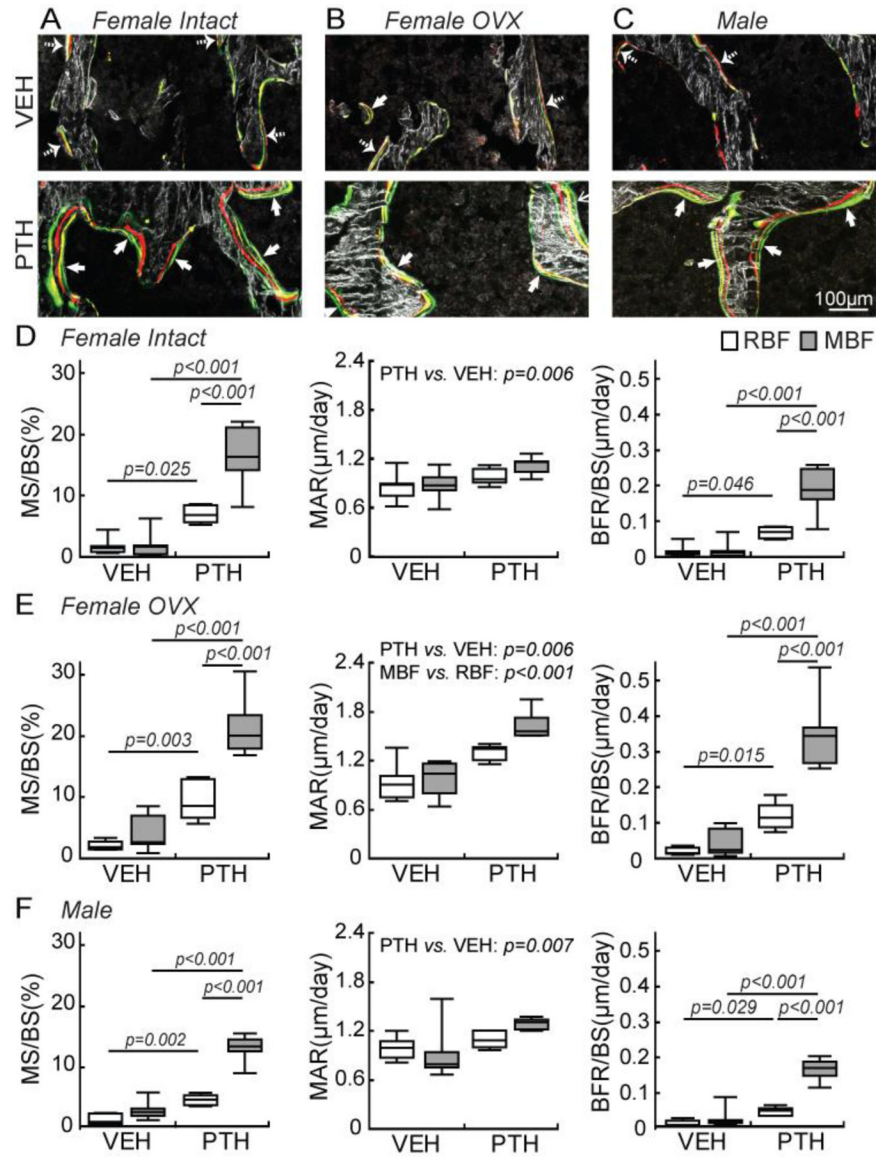 A Female Intact
B Female OVX
C Male
VEH
PTH
100µm
D Female Intact
RBF MBF
MS/BS(%)
30
20
10
0
p<0.001
p<0.001
p=0.025
VEH PTH
MAR(µm/day)
2.4
1.8
1.2
0.6
0
PTH vs. VEH: p=0.006
VEH PTH
BFR/BS(µm/day)
0.5
0.4
0.3
0.2
0.1
0
p<0.001
p<0.001
p=0.046
VEH PTH
E Female OVX
MS/BS(%)
30
20
10
0
p<0.001
p<0.001
p=0.003
VEH PTH
MAR(µm/day)
2.4
1.8
1.2
0.6
0
PTH vs. VEH: p=0.006
MBF vs. RBF: p<0.001
VEH PTH
BFR/BS(µm/day)
0.5
0.4
0.3
0.2
0.1
0
p<0.001
p<0.001
p=0.015
VEH PTH
F Male
MS/BS(%)
30
20
10
0
p<0.001
p<0.001
p=0.002
VEH PTH
MAR(µm/day)
2.4
1.8
1.2
0.6
0
PTH vs. VEH: p=0.007
VEH PTH
BFR/BS(µm/day)
0.5
0.4
0.3
0.2
0.1
0
p<0.001
p=0.029 p<0.001
VEH PTH